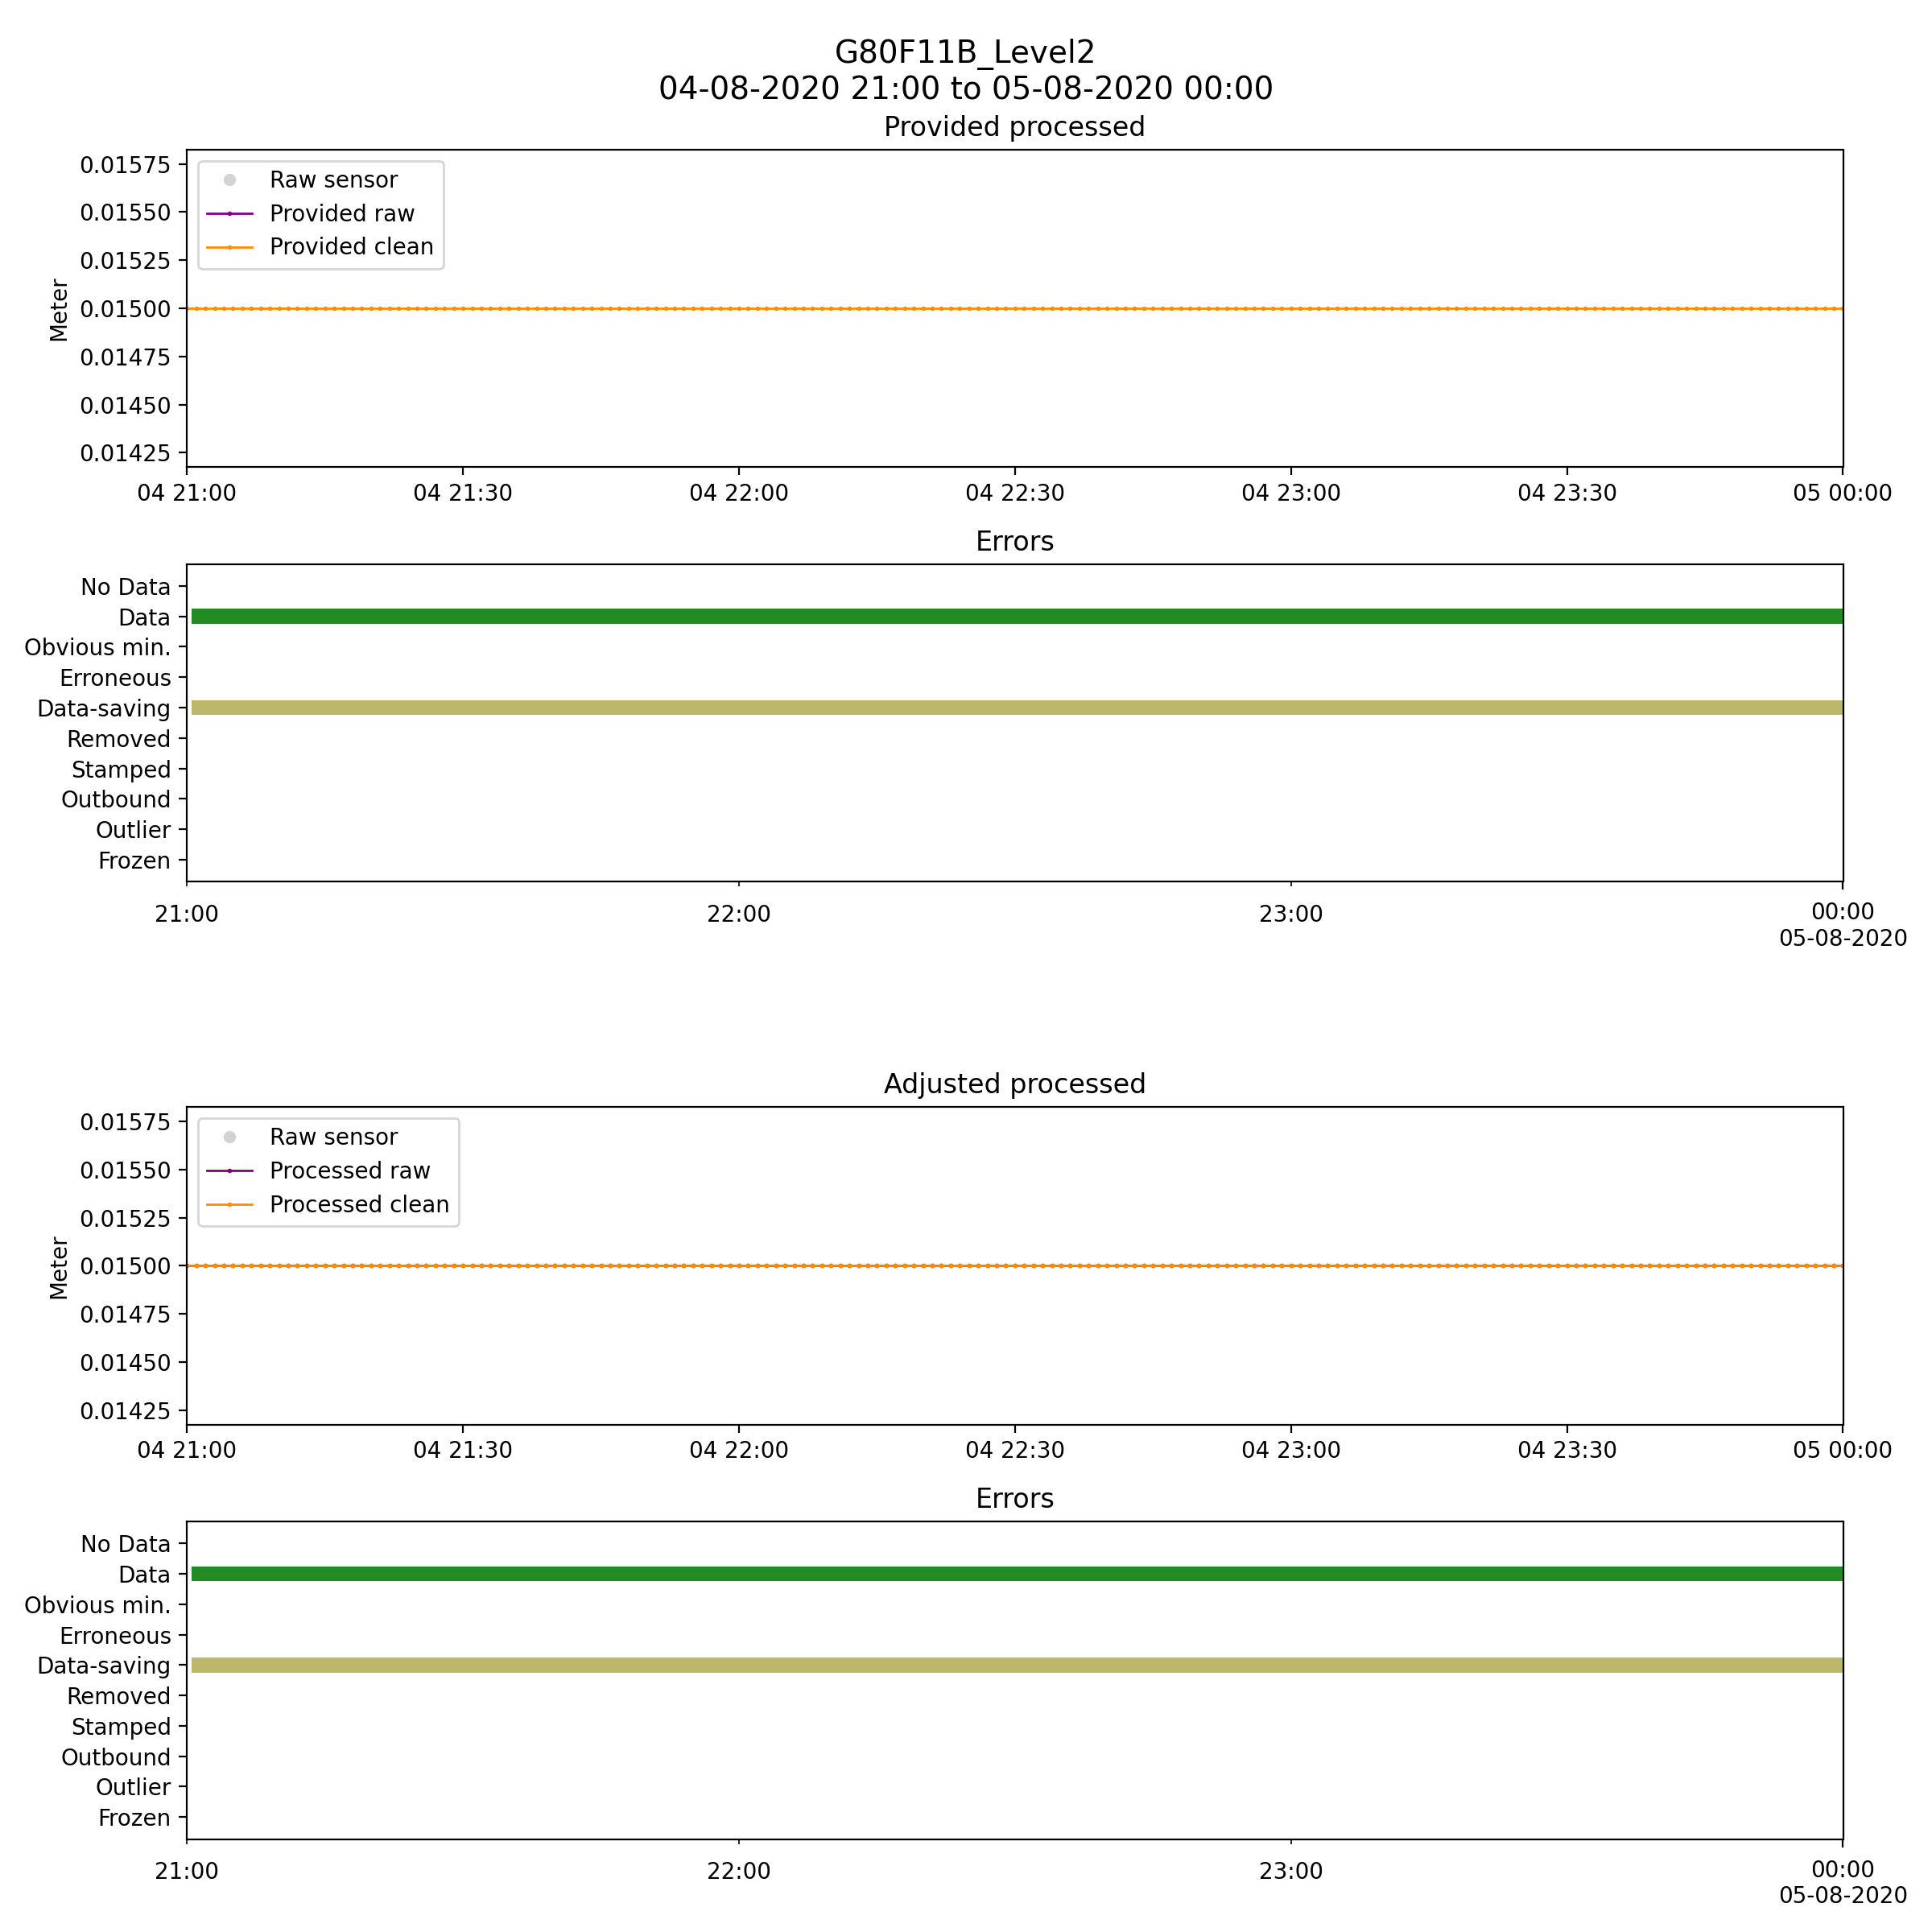 G80F11B_Level2
04-08-2020 21:00 to 05-08-2020 00:00
Provided processed
0.01575
0.01550
0.01525
0.01500
0.01475
0.01450
0.01425
Meter
Raw sensor
Provided raw
Provided clean
04 21:00 04 21:30 04 22:00 04 22:30 04 23:00 04 23:30 05 00:00
Errors
No Data
Data
Obvious min.
Erroneous
Data-saving
Removed
Stamped
Outbound
Outlier
Frozen
21:00 22:00 23:00 00:00
05-08-2020
Adjusted processed
0.01575
0.01550
0.01525
0.01500
0.01475
0.01450
0.01425
Meter
Raw sensor
Processed raw
Processed clean
04 21:00 04 21:30 04 22:00 04 22:30 04 23:00 04 23:30 05 00:00
Errors
No Data
Data
Obvious min.
Erroneous
Data-saving
Removed
Stamped
Outbound
Outlier
Frozen
21:00 22:00 23:00 00:00
05-08-2020